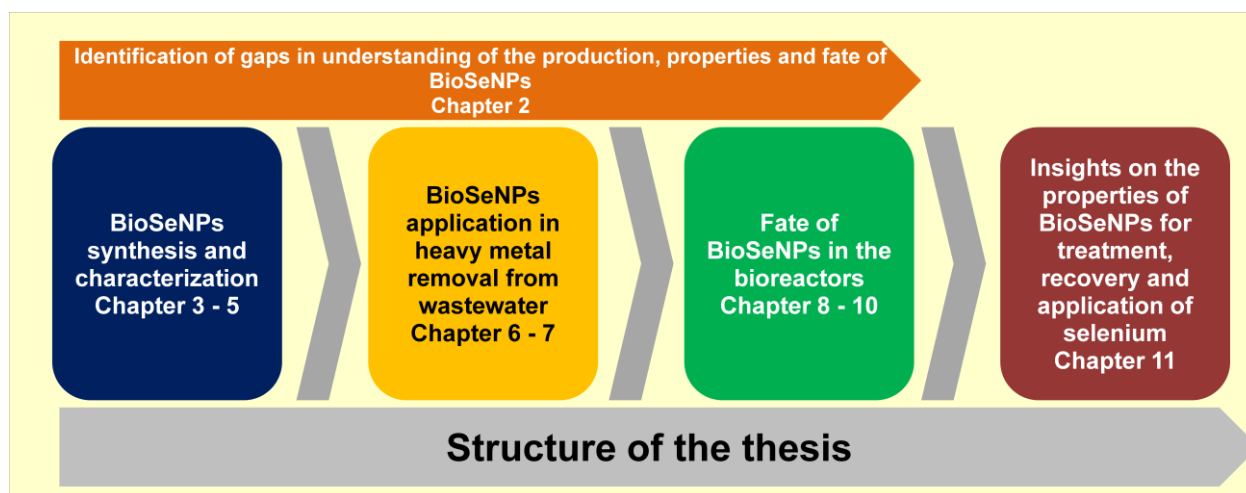 Identification of gaps in understanding of the production, properties and fate of
BioSeNPs
Chapter 2
BioSeNPs
synthesis and
characterization
Chapter 3 - 5
BioSeNPs
application in
heavy metal
removal from
wastewater
Chapter 6 - 7
Fate of
BioSeNPs in the
bioreactors
Chapter 8 - 10
Insights on the
properties of
BioSeNPs for
treatment,
recovery and
application of
selenium
Chapter 11
Structure of the thesis